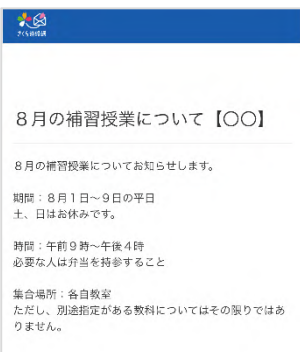 さくら連絡網
８月の補習授業について【○○】
８月の補習授業についてお知らせします。
期間：８月１日～９日の平日
土、日はお休みです。
時間：午前９時～午後４時
必要な人は弁当を持参すること
集合場所：各自教室
ただし、別途指定がある教科についてはその限りではあ
りません。